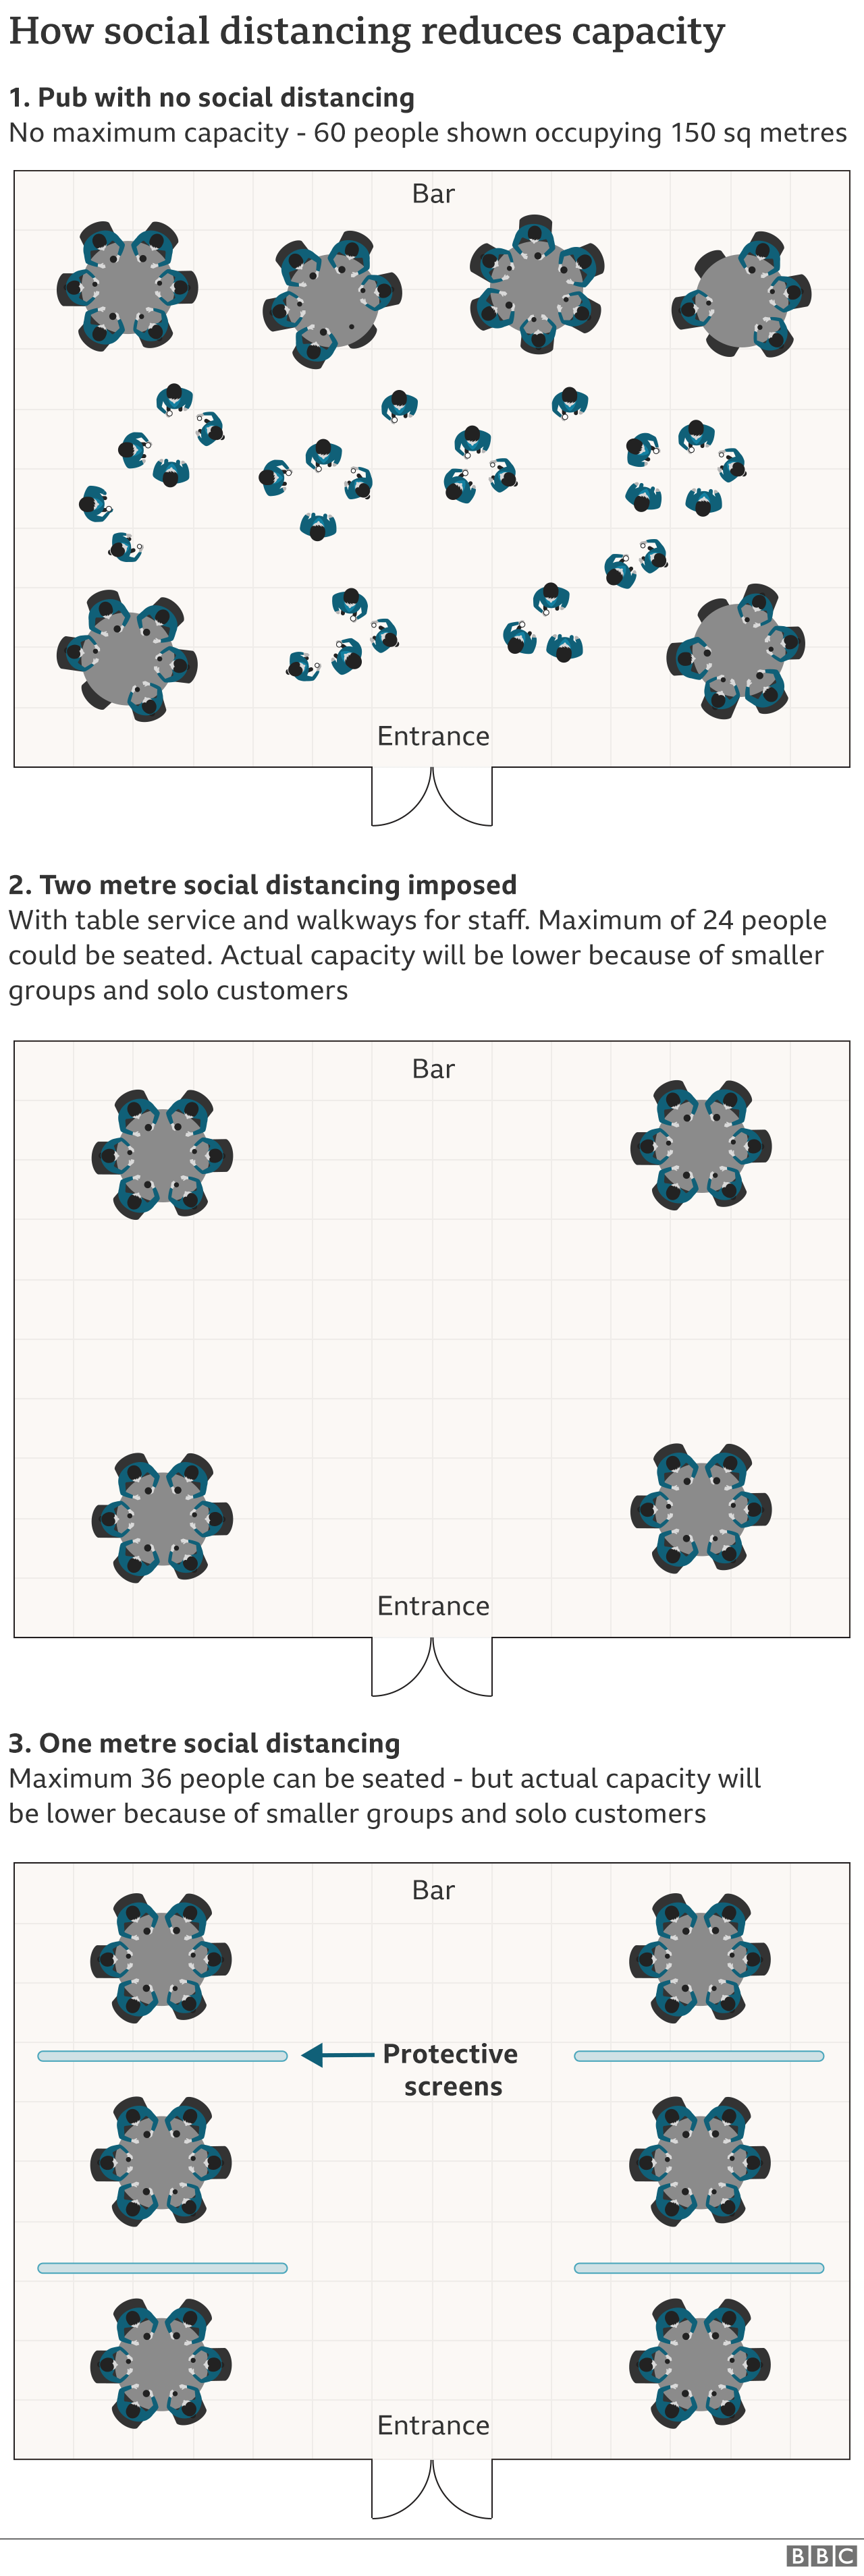 How social distancing reduces capacity
1. Pub with no social distancing
No maximum capacity - 60 people shown occupying 150 sq metres
Bar
Entrance
2. Two metre social distancing imposed
With table service and walkways for staff. Maximum of 24 people
could be seated. Actual capacity will be lower because of smaller
groups and solo customers
Bar
Entrance
3. One metre social distancing
Maximum 36 people can be seated - but actual capacity will
be lower because of smaller groups and solo customers
Bar
Protective
screens
Entrance
BBC